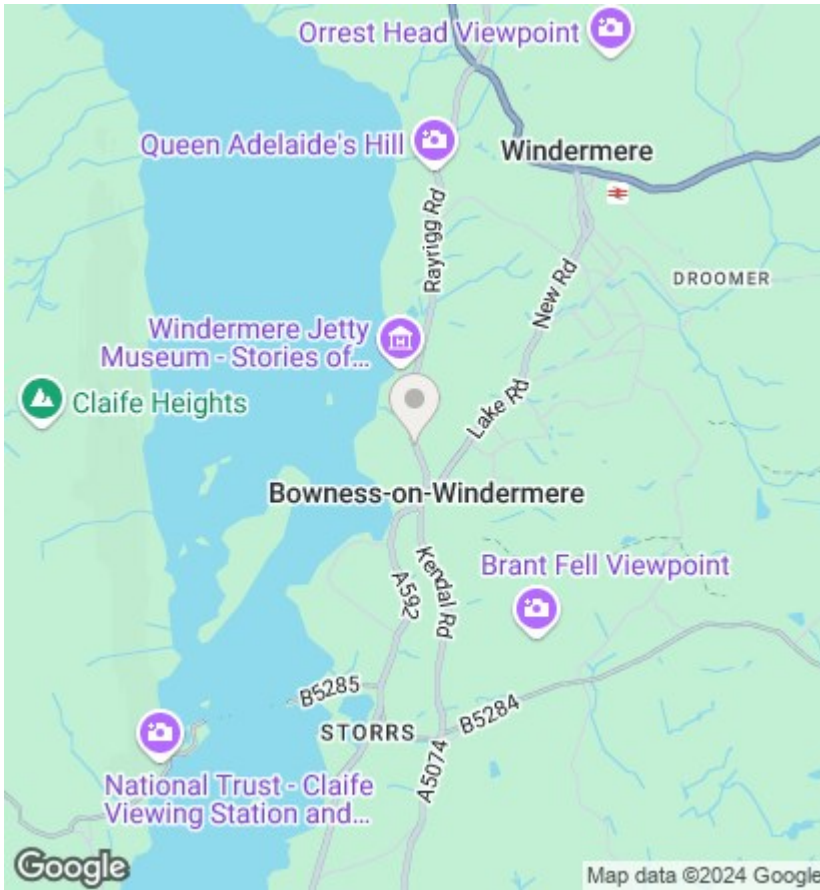 Orrest Head Viewpoint
Queen Adelaide's Hill
Windermere
Rayrigg Rd
DROOMER
New Rd
Windermere Jetty
Museum - Stories of...
Claife Heights
Lake Rd
Bowness-on-Windermere
Kendal Rd
Brant Fell Viewpoint
A592
B5285
B5284
STORRS
A5074
National Trust - Claife
Viewing Station and...
Google
Map data ©2024 Google